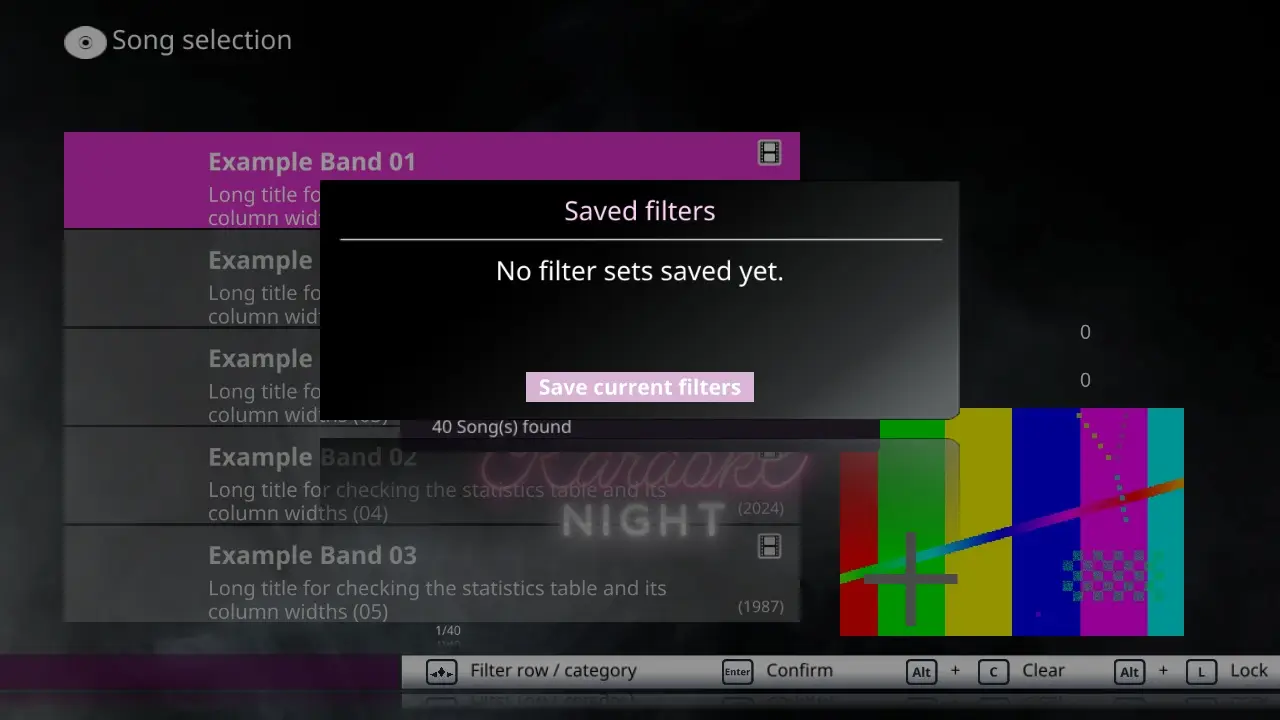 Song selection
Example Band 01
Long title fo
column widt
Saved filters
No filter sets saved yet.
Save current filters
Example
Long title fo
column widt
Example
Long title fo
column widths (03)
0
0
40 Song(s) found
Example Band 02
Long title for checking the statistics table and its
column widths (04)
(2024)
Karaoke
NIGHT
Example Band 03
Long title for checking the statistics table and its
column widths (05)
(1987)
1/40
Filter row / category
Enter Confirm
Alt + C Clear
Alt + L Lock